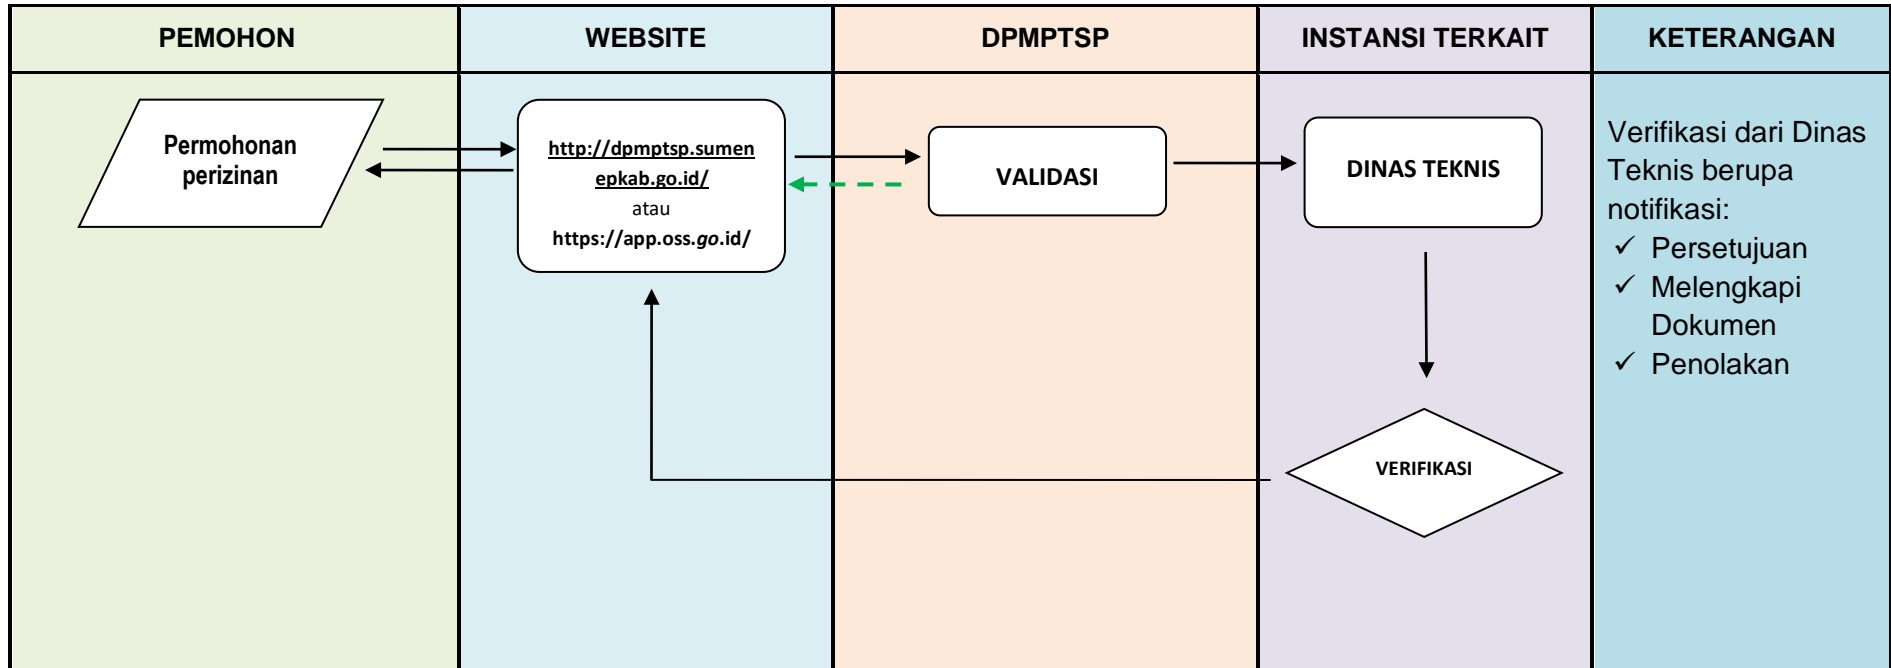 PEMOHON
WEBSITE
DPMPTSP
INSTANSI TERKAIT
KETERANGAN
Permohonan
perizinan
http://dpmptsp.sumen
epkab.go.id/
atau
https://app.oss.go.id/
VALIDASI
DINAS TEKNIS
VERIFIKASI
Verifikasi dari Dinas
Teknis berupa
notifikasi:
✓ Persetujuan
✓ Melengkapi
Dokumen
✓ Penolakan